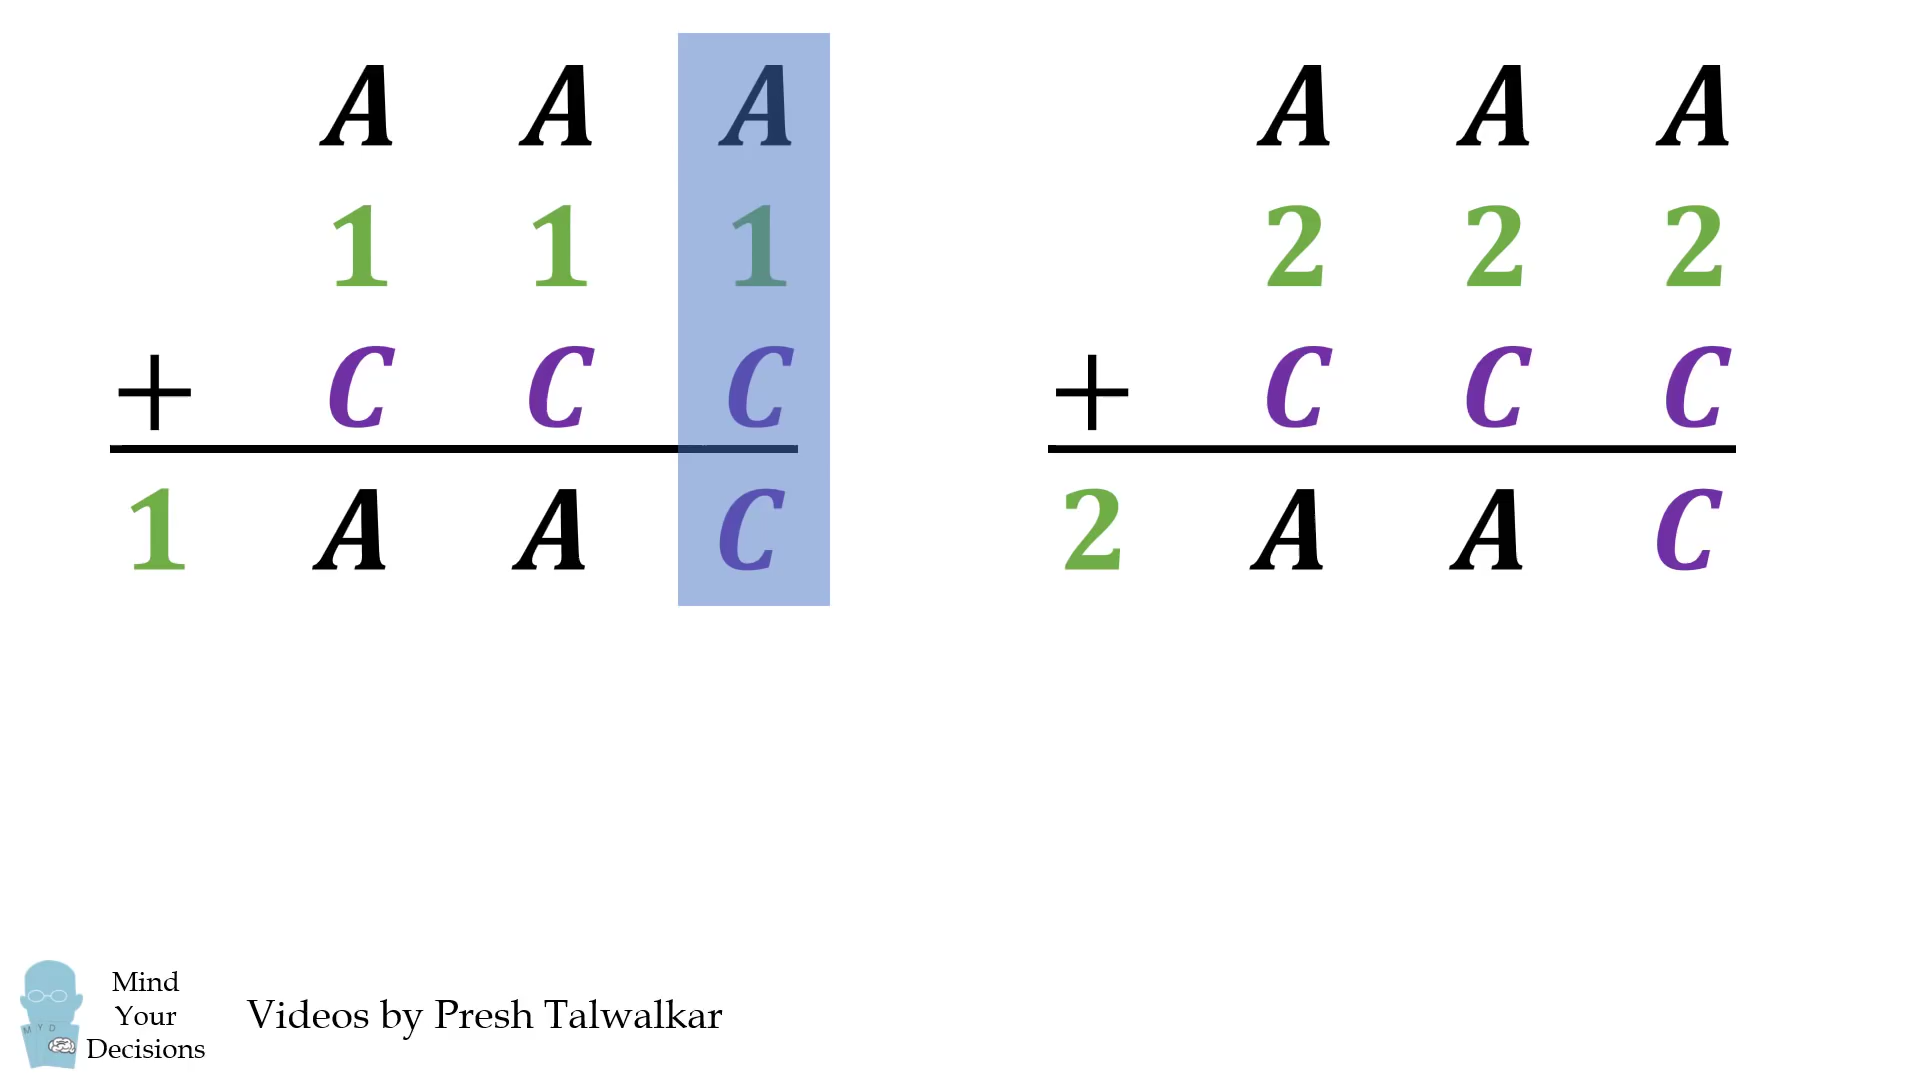 A A A
1 1 1
+ C C C
1 A A C
A A A
2 2 2
+ C C C
2 A A C
M Y D
Mind
Your
Decisions
Videos by Presh Talwalkar